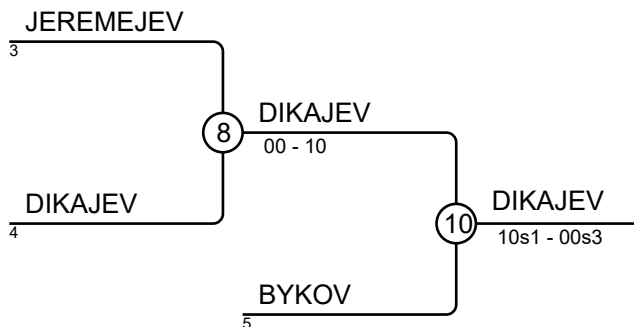 JEREMEJEV
3
8
DIKAJEV
00 - 10
DIKAJEV
4
10
DIKAJEV
10s1 - 00s3
BYKOV
5